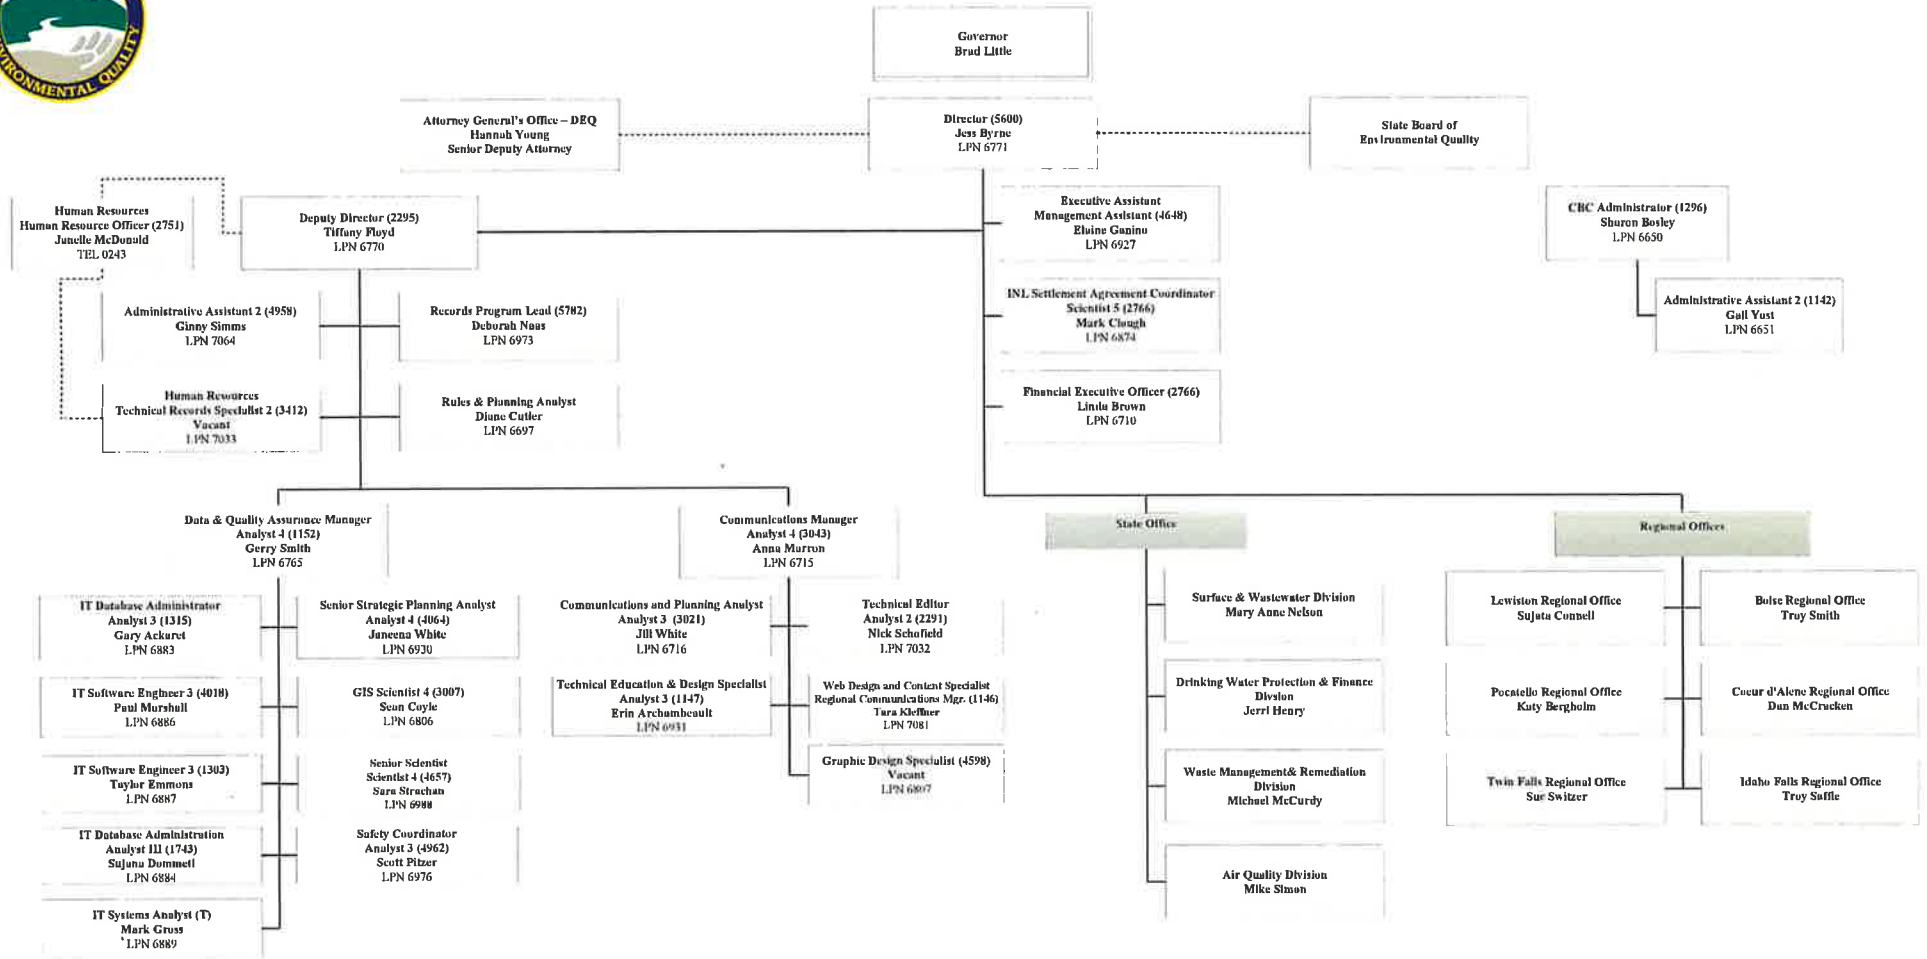 ENVIRONMENTAL QUALITY
Governor
Brad Little
Attorney General's Office – DEQ
Hannah Young
Senior Deputy Attorney
Director (5600)
Jess Byrne
LPN 6771
State Board of
Environmental Quality
Human Resources
Human Resource Officer (2751)
Janelle McDonald
TEL 0243
Deputy Director (2295)
Tiffany Floyd
LPN 6770
Executive Assistant
Management Assistant (4648)
Elaine Ganino
LPN 6927
CBC Administrator (1296)
Sharon Bosley
LPN 6650
Administrative Assistant 2 (4958)
Ginny Simms
LPN 7064
Records Program Lead (5782)
Deborah Naas
LPN 6973
INL Settlement Agreement Coordinator
Scientist 5 (2766)
Mark Clough
LPN 6874
Administrative Assistant 2 (1142)
Gail Yost
LPN 6651
Human Resources
Technical Records Specialist 2 (3412)
Vacant
LPN 7033
Rules & Planning Analyst
Diane Cutler
LPN 6697
Financial Executive Officer (2766)
Linda Brown
LPN 6710
Data & Quality Assurance Manager
Analyst 4 (1152)
Gerry Smith
LPN 6765
Communications Manager
Analyst 4 (3043)
Anna Marron
LPN 6715
State Office
Regional Offices
IT Database Administrator
Analyst 3 (1315)
Gary Ackaret
LPN 6883
Senior Strategic Planning Analyst
Analyst 4 (4064)
Janeena White
LPN 6930
Communications and Planning Analyst
Analyst 3 (3021)
Jill White
LPN 6716
Technical Editor
Analyst 2 (2291)
Nick Schofield
LPN 7032
Surface & Wastewater Division
Mary Anne Nelson
Lewiston Regional Office
Sujata Connell
Boise Regional Office
Troy Smith
IT Software Engineer 3 (4018)
Paul Marshall
LPN 6886
GIS Scientist 4 (3007)
Sean Coyle
LPN 6806
Technical Education & Design Specialist
Analyst 3 (1147)
Erin Archambeault
LPN 6931
Web Design and Content Specialist
Regional Communications Mgr. (1146)
Tara Kleffner
LPN 7081
Drinking Water Protection & Finance
Divsion
Jerri Henry
Pocatello Regional Office
Katy Bergholm
Coeur d'Alene Regional Office
Dan McCracken
IT Software Engineer 3 (1303)
Taylor Emmons
LPN 6887
Senior Scientist
Scientist 4 (4657)
Sara Strachan
LPN 6988
Graphic Design Specialist (4598)
Vacant
LPN 6807
Waste Management& Remediation
Division
Michael McCurdy
Twin Falls Regional Office
Sue Switzer
Idaho Falls Regional Office
Troy Saffle
IT Database Administration
Analyst III (1743)
Sujana Dommeti
LPN 6884
Safety Coordinator
Analyst 3 (4962)
Scott Pitzer
LPN 6976
Air Quality Division
Mike Simon
IT Systems Analyst (T)
Mark Gross
LPN 6889